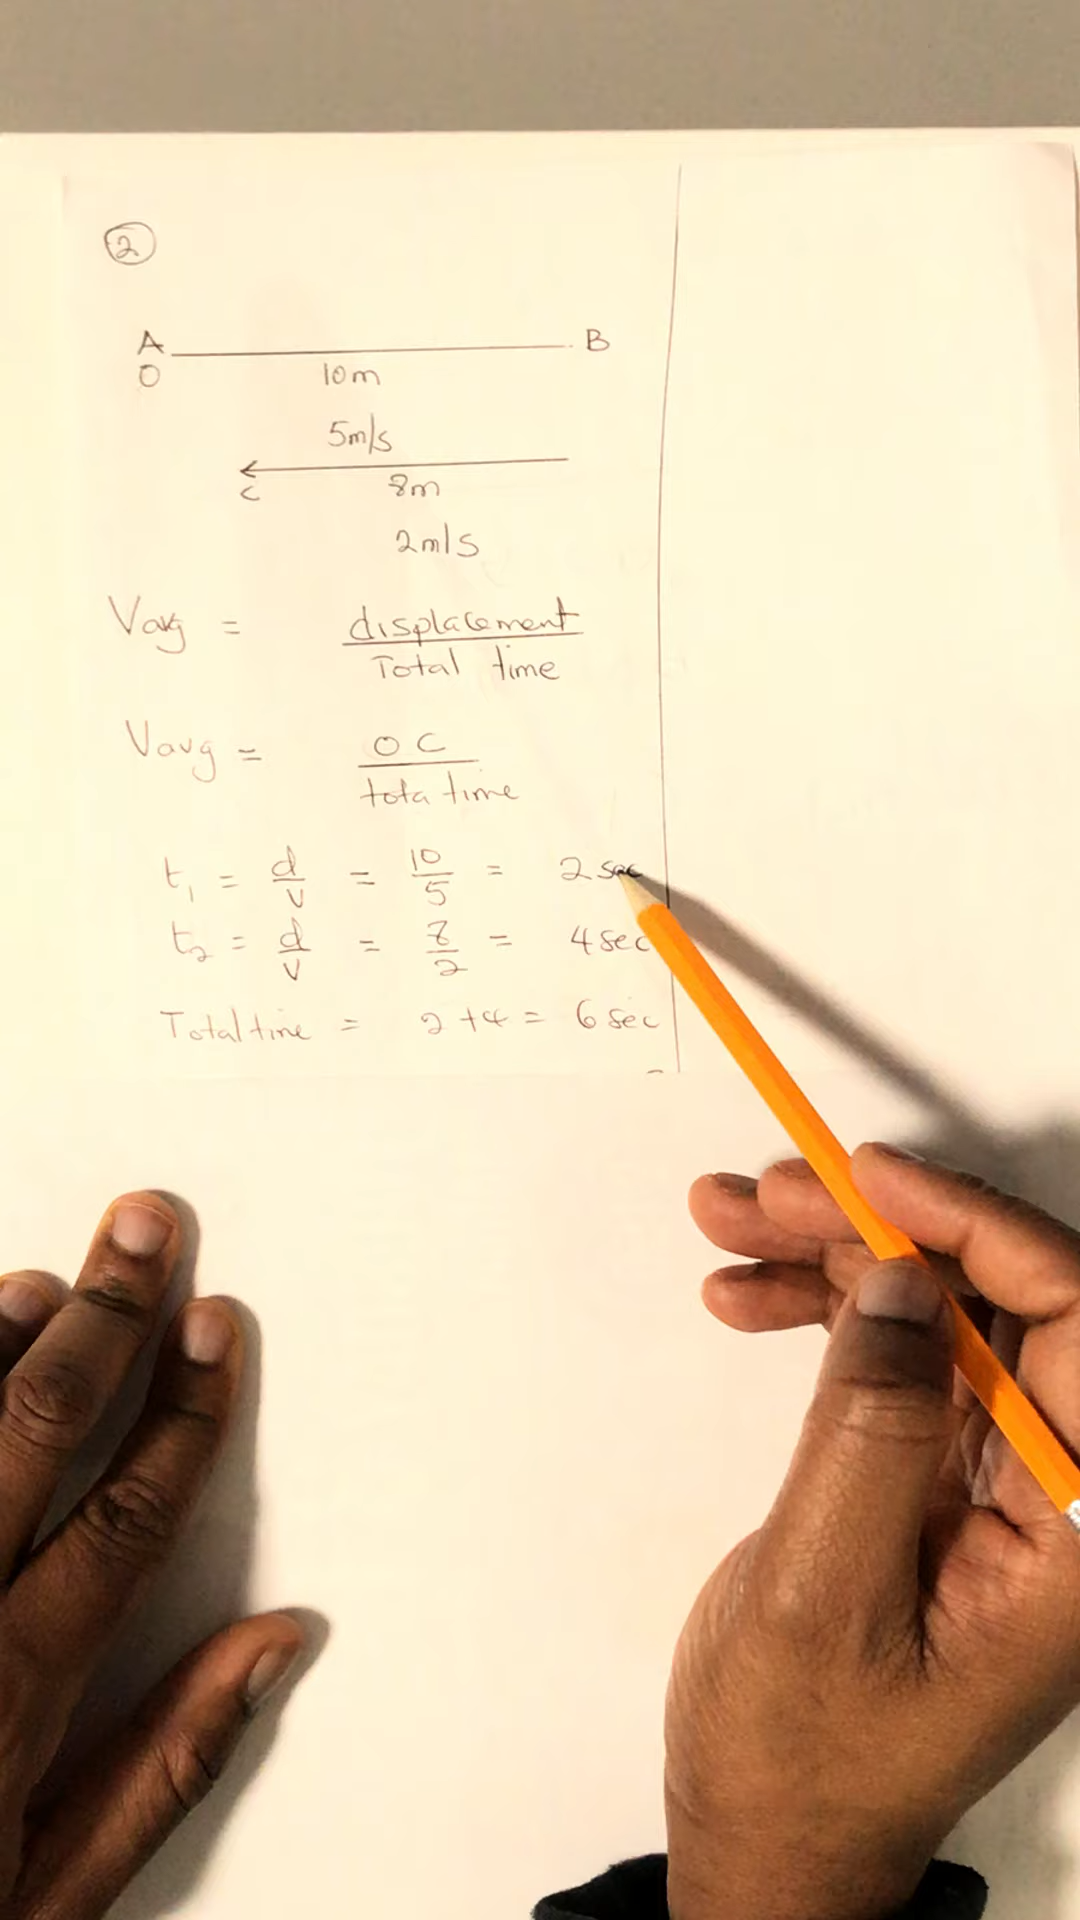 2
A B
O 10m
5m/s
C 8m
2m/s
Vavg = displacement
Total time
Vavg = OC
tota time
t1 = d/v = 10/5 = 2 sec
t2 = d/v = 8/2 = 4 sec
Total time = 2+4 = 6 sec